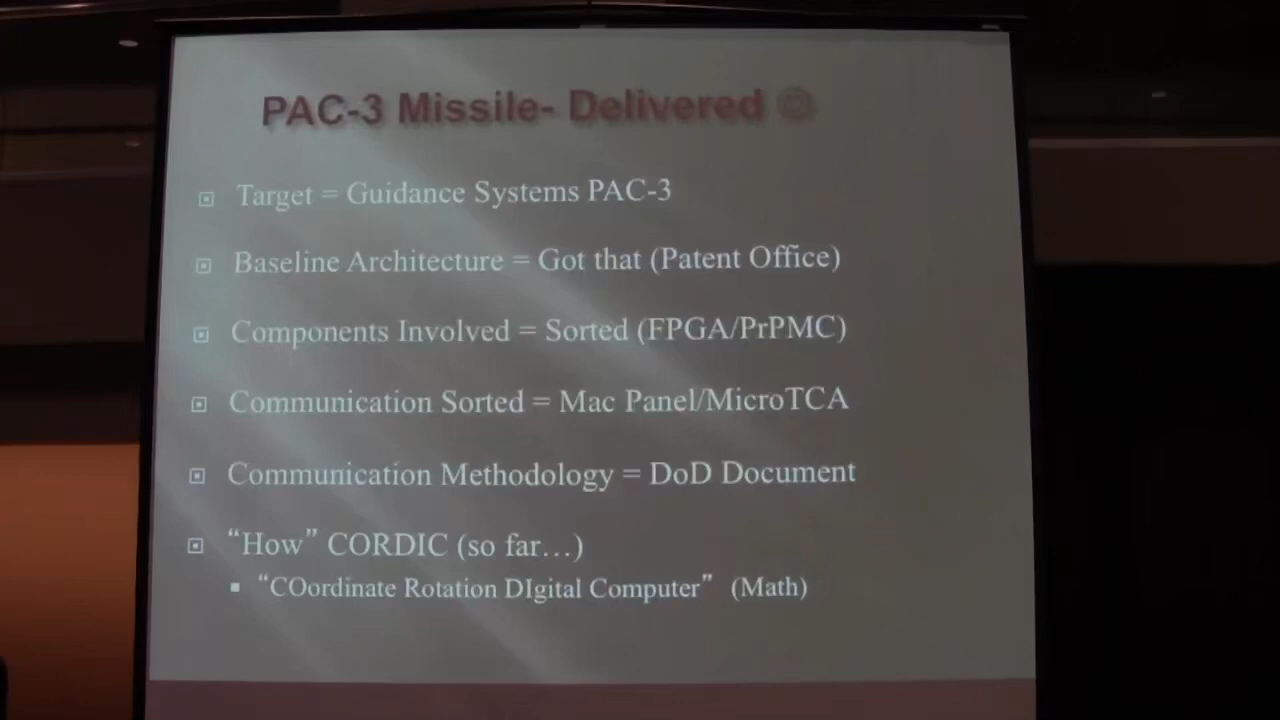 PAC-3 Missile- Delivered ☺
Target = Guidance Systems PAC-3
Baseline Architecture = Got that (Patent Office)
Components Involved = Sorted (FPGA/PrPMC)
Communication Sorted = Mac Panel/MicroTCA
Communication Methodology = DoD Document
“How” CORDIC (so far…)
“COordinate Rotation DIgital Computer” (Math)